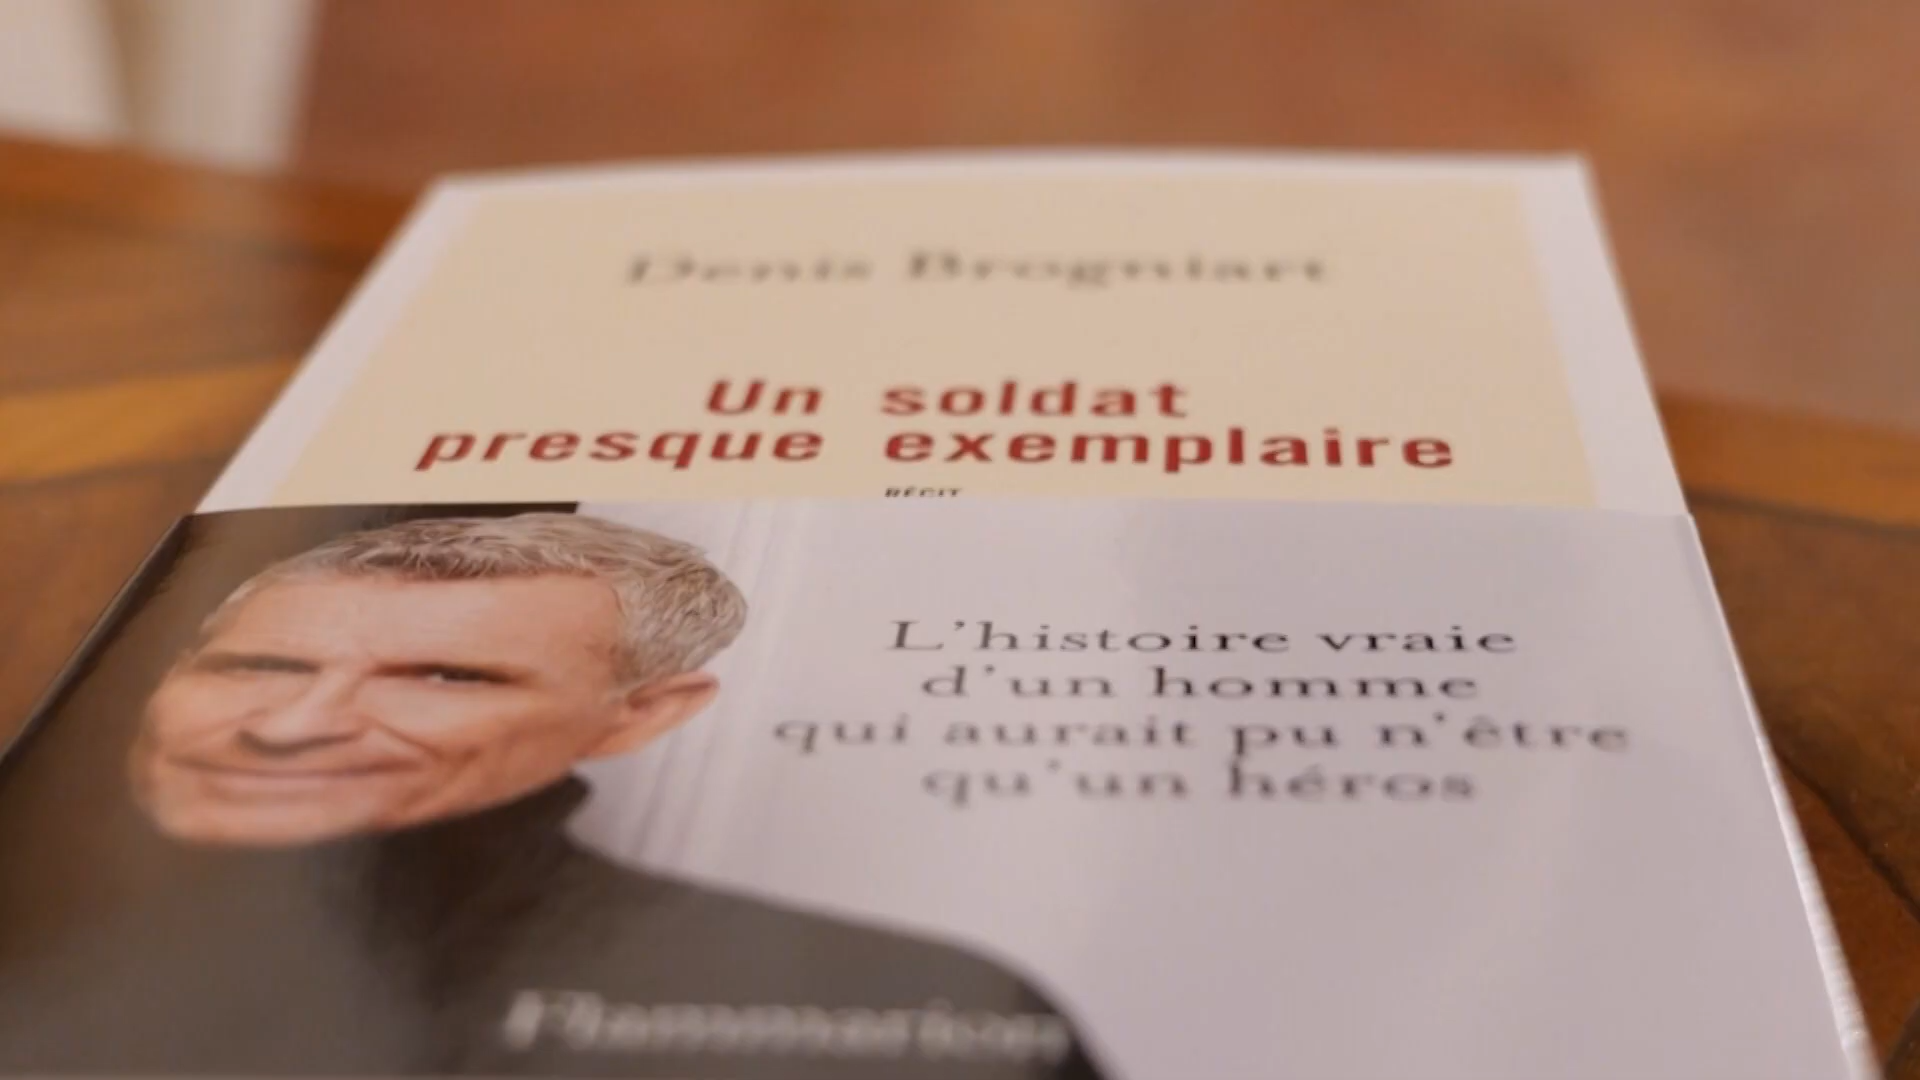 Denis Brogniart
Un soldat
presque exemplaire
RÉCIT
L'histoire vraie
d'un homme
qui aurait pu n'être
qu'un héros
Flammarion